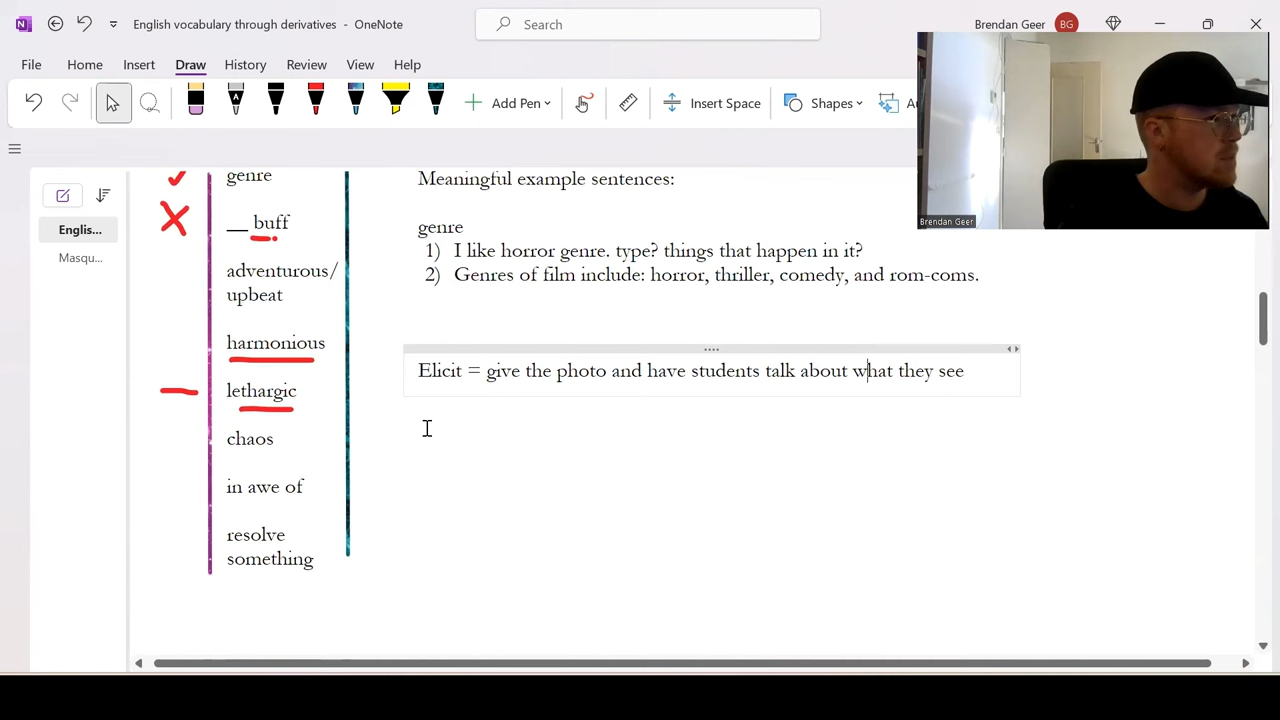 English vocabulary through derivatives - OneNote
Search
Brendan Geer
BG
File Home Insert Draw History Review View Help
A
Add Pen
Insert Space
Shapes
Brendan Geer
Englis...
Masqu...
genre
__ buff
adventurous/
upbeat
harmonious
lethargic
chaos
in awe of
resolve
something
Meaningful example sentences:
genre
1) I like horror genre. type? things that happen in it?
2) Genres of film include: horror, thriller, comedy, and rom-coms.
Elicit = give the photo and have students talk about what they see